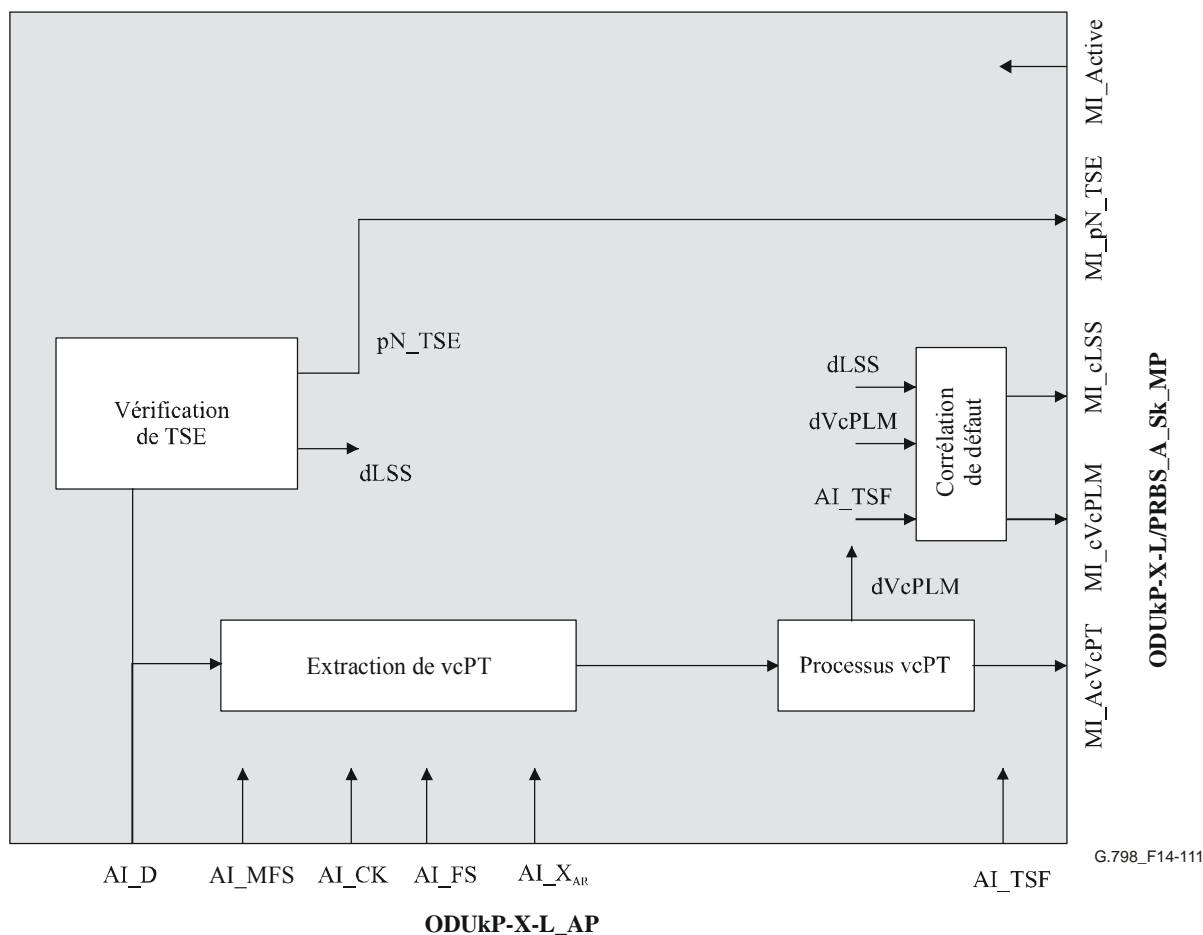 MI_Active
MI_pN_TSE
pN_TSE
Vérification
de TSE
dLSS
dLSS
dVcPLM
AI_TSF
Corrélation
de défaut
MI_cLSS
MI_cVcPLM
ODUkP-X-L/PRBS_A_Sk_MP
dVcPLM
Extraction de vcPT
Processus vcPT
MI_AcVcPT
AI_D
AI_MFS
AI_CK
AI_FS
AI_X_AR
AI_TSF
G.798_F14-111
ODUkP-X-L_AP